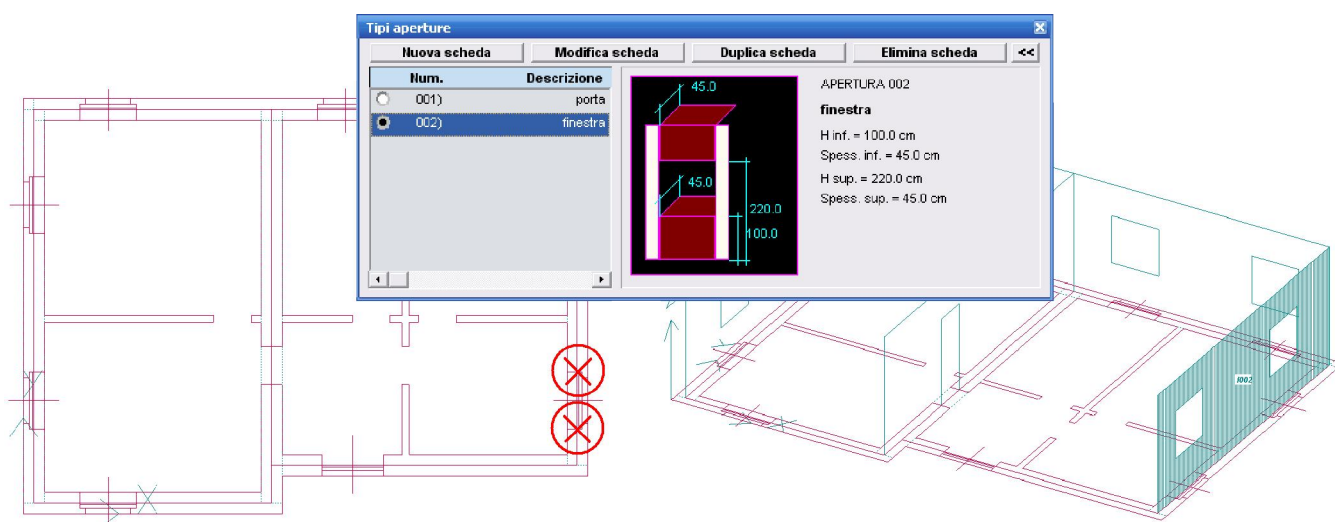 Tipi aperture
Nuova scheda
Modifica scheda
Duplica scheda
Elimina scheda
<<
Num.
Descrizione
001)
porta
002)
finestra
45.0
45.0
220.0
100.0
APERTURA 002
finestra
H inf. = 100.0 cm
Spess. inf. = 45.0 cm
H sup. = 220.0 cm
Spess. sup. = 45.0 cm
I002